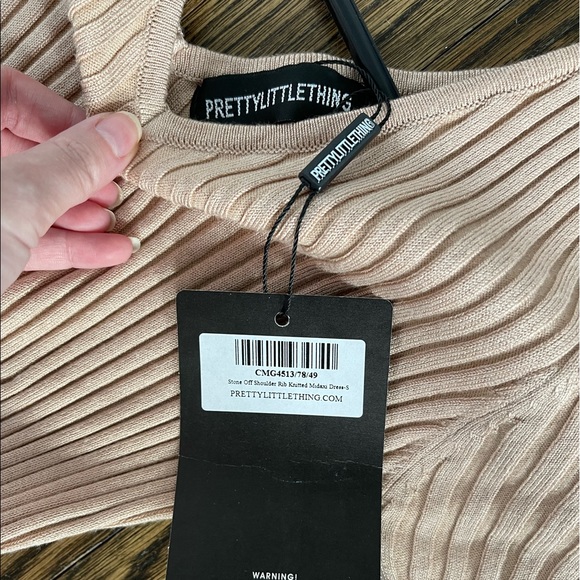 PRETTYLITTLETHING
PRETTYLITTLETHING
CMG4513/78/49
Stone Off Shoulder Rib Knitted Midaxi Dress-S
PRETTYLITTLETHING.COM
WARNING!